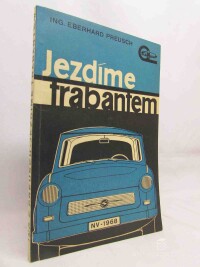 ING. EBERHARD PREUSCH
Jezdíme
trabantem
NV-1968